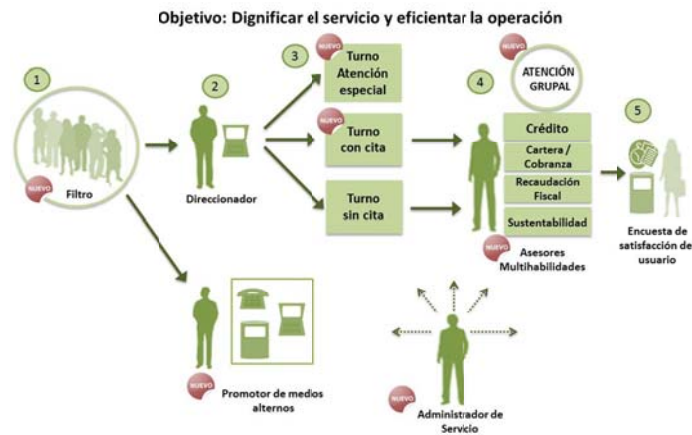 Objetivo: Dignificar el servicio y eficientar la operación
1
NUEVO
Filtro
2
Direccionador
3
NUEVO
Turno
Atención
especial
NUEVO
Turno
con cita
Turno
sin cita
4
NUEVO
ATENCIÓN
GRUPAL
Crédito
Cartera /
Cobranza
Recaudación
Fiscal
Sustentabilidad
NUEVO
Asesores
Multihabilidades
5
Encuesta de
satisfacción de
usuario
NUEVO
Promotor de medios
alternos
NUEVO
Administrador de
Servicio